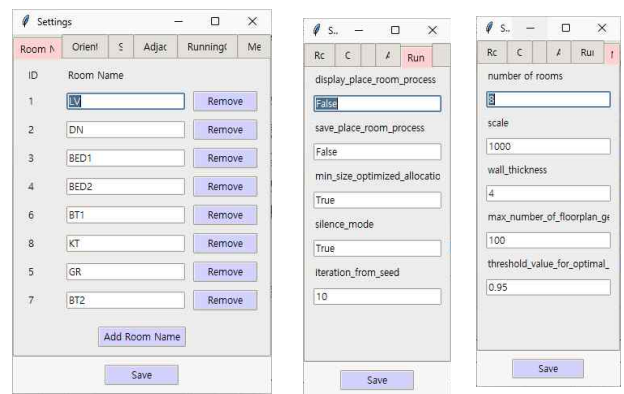 Settings
Room N Orient S Adjac Running( Me
ID Room Name
1 LV Remove
2 DN Remove
3 BED1 Remove
4 BED2 Remove
6 BT1 Remove
8 KT Remove
5 GR Remove
7 BT2 Remove
Add Room Name
Save
S..
Rc C A Run
display_place_room_process
False
save_place_room_process
False
min_size_optimized_allocatio
True
silence_mode
True
iteration_from_seed
10
Save
S..
Rc C A Rui
number of rooms
8
scale
1000
wall_thickness
4
max_number_of_floorplan_ge
100
threshold_value_for_optimal_
0.95
Save